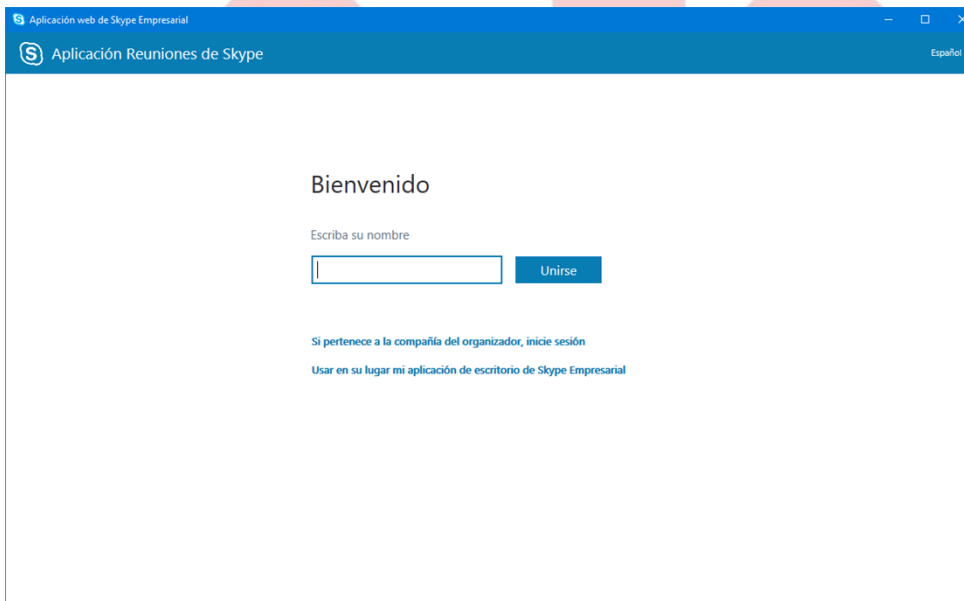 Aplicación web de Skype Empresarial
Aplicación Reuniones de Skype
Español
Bienvenido
Escriba su nombre
Unirse
Si pertenece a la compañía del organizador, inicie sesión
Usar en su lugar mi aplicación de escritorio de Skype Empresarial